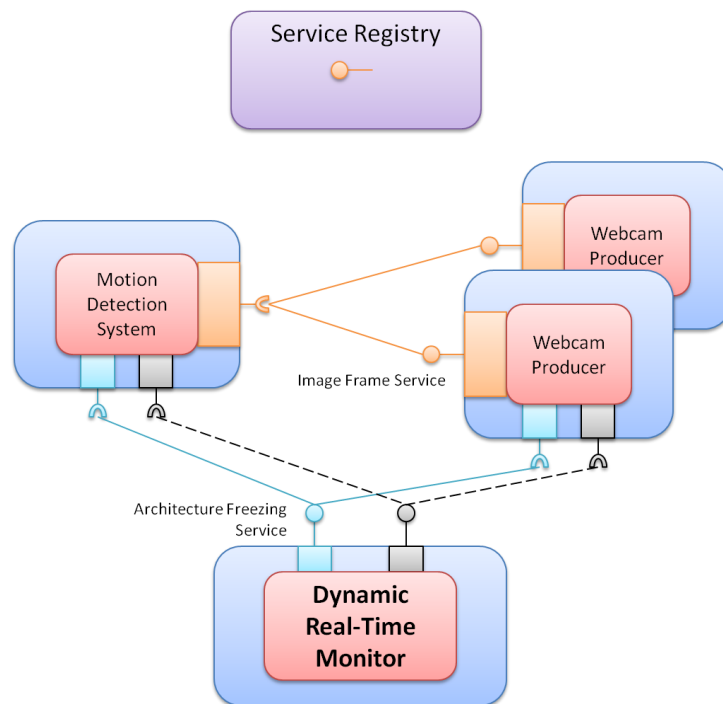 Service Registry
Webcam
Producer
Motion
Detection
System
Webcam
Producer
Image Frame Service
Architecture Freezing
Service
Dynamic
Real-Time
Monitor